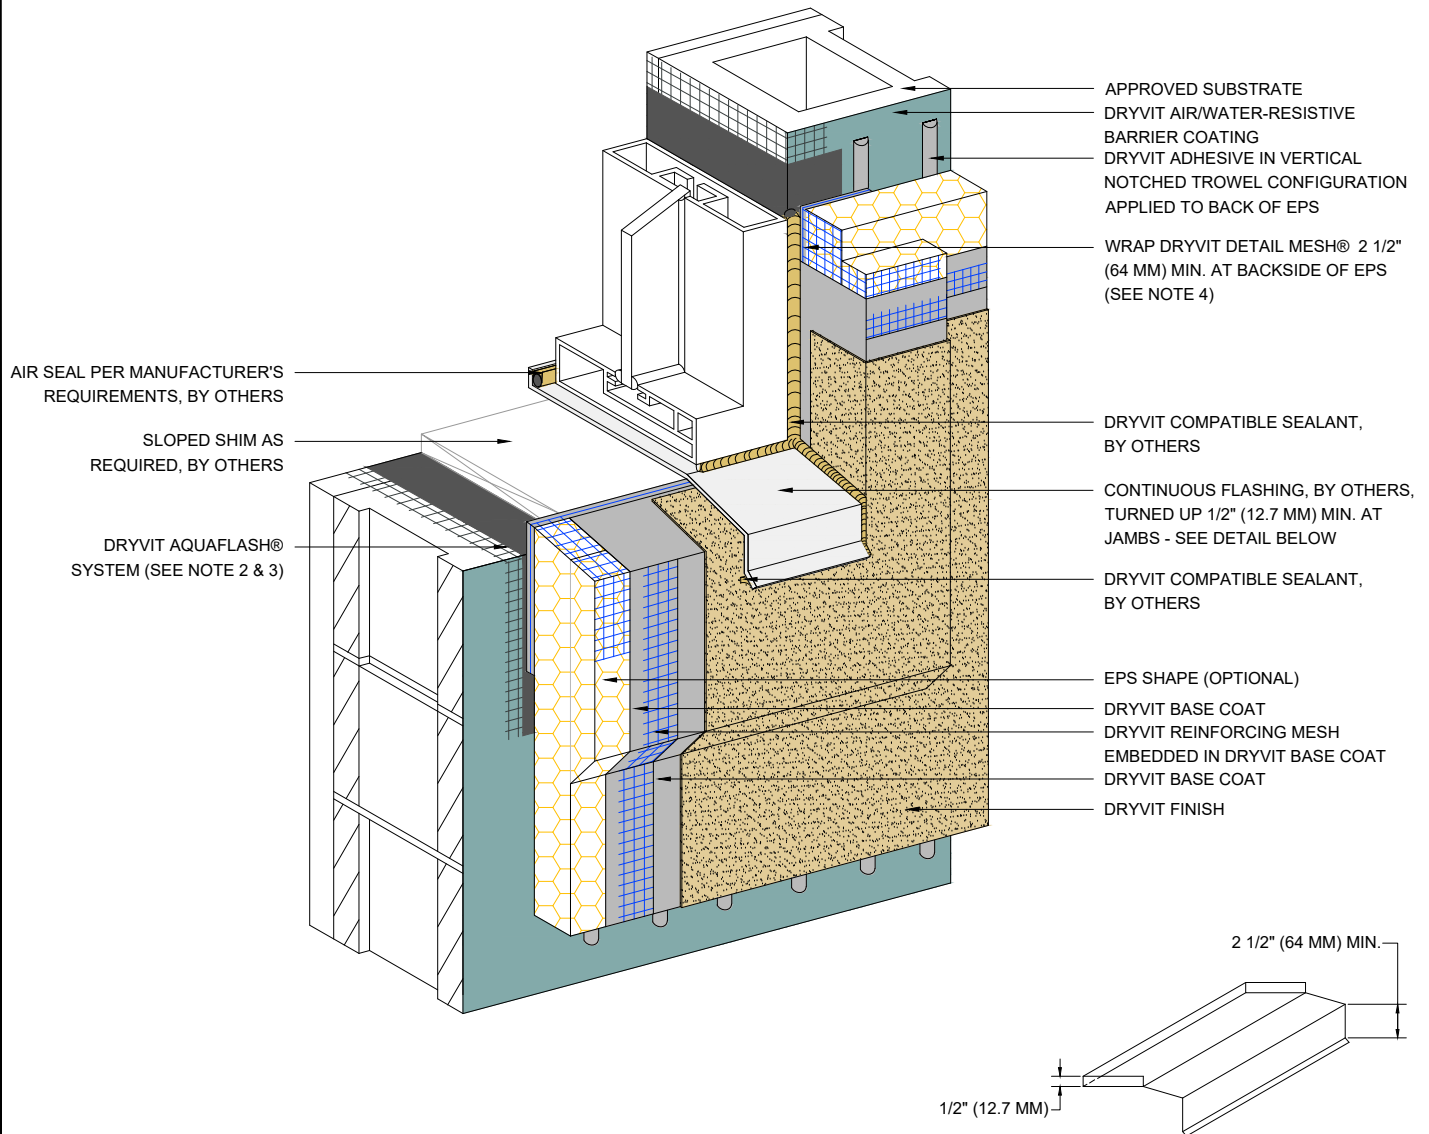 APPROVED SUBSTRATE
DRYVIT AIR/WATER-RESISTIVE
BARRIER COATING
DRYVIT ADHESIVE IN VERTICAL
NOTCHED TROWEL CONFIGURATION
APPLIED TO BACK OF EPS
WRAP DRYVIT DETAIL MESH® 2 1/2"
(64 MM) MIN. AT BACKSIDE OF EPS
(SEE NOTE 4)
AIR SEAL PER MANUFACTURER'S
REQUIREMENTS, BY OTHERS
SLOPED SHIM AS
REQUIRED, BY OTHERS
DRYVIT AQUAFLASH®
SYSTEM (SEE NOTE 2 & 3)
DRYVIT COMPATIBLE SEALANT,
BY OTHERS
CONTINUOUS FLASHING, BY OTHERS,
TURNED UP 1/2" (12.7 MM) MIN. AT
JAMBS - SEE DETAIL BELOW
DRYVIT COMPATIBLE SEALANT,
BY OTHERS
EPS SHAPE (OPTIONAL)
DRYVIT BASE COAT
DRYVIT REINFORCING MESH
EMBEDDED IN DRYVIT BASE COAT
DRYVIT BASE COAT
DRYVIT FINISH
2 1/2" (64 MM) MIN.
1/2" (12.7 MM)